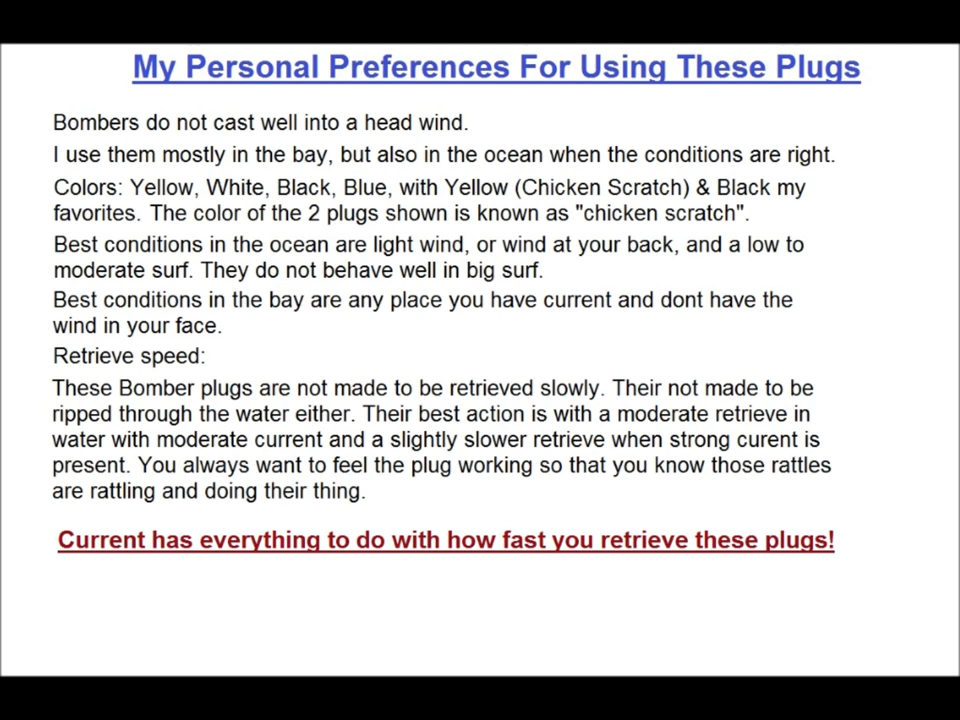 My Personal Preferences For Using These Plugs
Bombers do not cast well into a head wind.
I use them mostly in the bay, but also in the ocean when the conditions are right.
Colors: Yellow, White, Black, Blue, with Yellow (Chicken Scratch) & Black my
favorites. The color of the 2 plugs shown is known as "chicken scratch".
Best conditions in the ocean are light wind, or wind at your back, and a low to
moderate surf. They do not behave well in big surf.
Best conditions in the bay are any place you have current and dont have the
wind in your face.
Retrieve speed:
These Bomber plugs are not made to be retrieved slowly. Their not made to be
ripped through the water either. Their best action is with a moderate retrieve in
water with moderate current and a slightly slower retrieve when strong curent is
present. You always want to feel the plug working so that you know those rattles
are rattling and doing their thing.
Current has everything to do with how fast you retrieve these plugs!